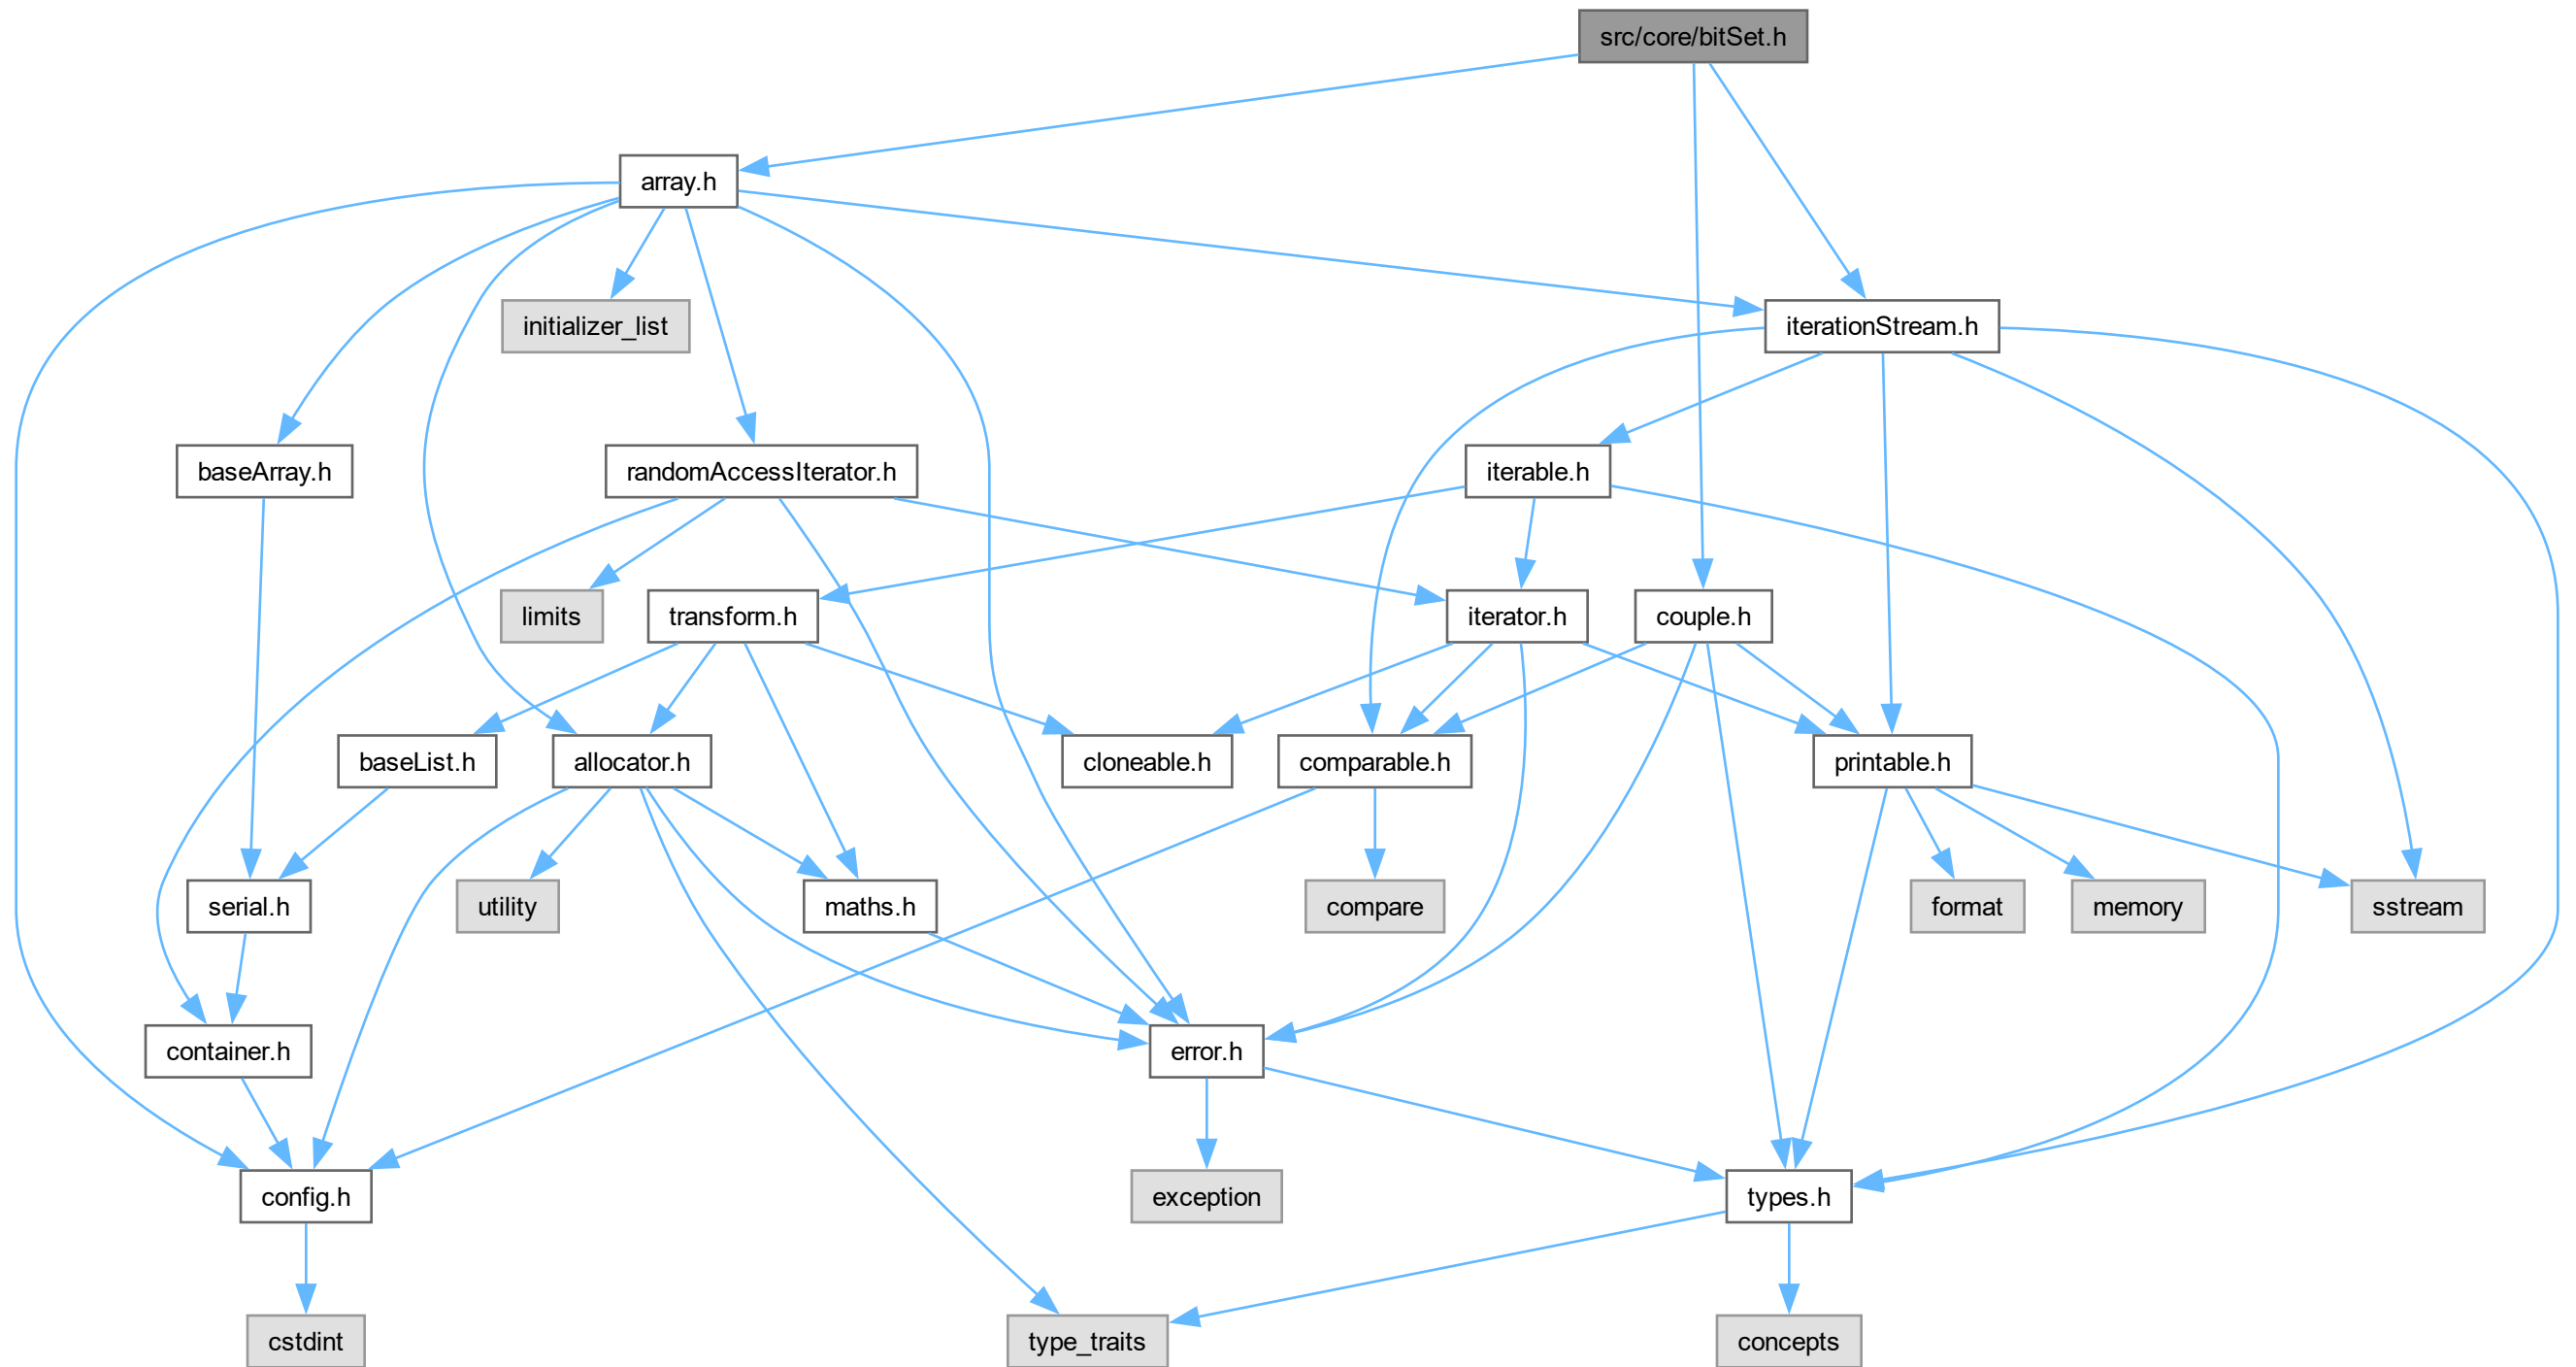 src/core/bitSet.h
array.h
initializer_list
iterationStream.h
baseArray.h
randomAccessIterator.h
iterable.h
limits
transform.h
iterator.h
couple.h
baseList.h
allocator.h
cloneable.h
comparable.h
printable.h
serial.h
utility
maths.h
compare
format
memory
sstream
container.h
error.h
config.h
exception
types.h
cstdint
type_traits
concepts